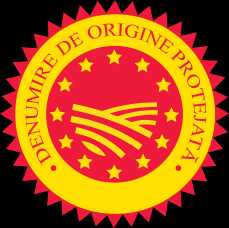 DENUMIRE DE ORIGINE PROTEJATĂ